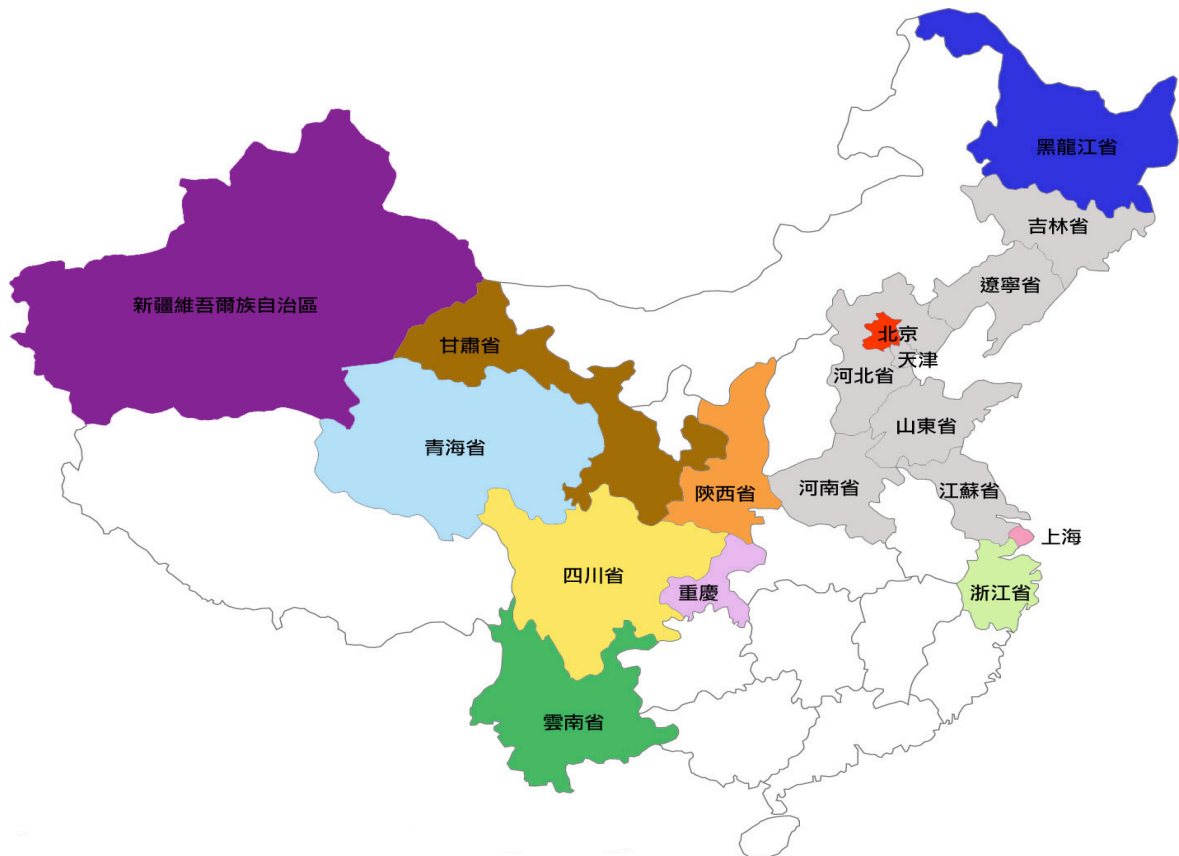 黑龍江省
吉林省
遼寧省
新疆維吾爾族自治區
北京
甘肅省
天津
河北省
山東省
青海省
河南省
江蘇省
陝西省
上海
四川省
重慶
浙江省
雲南省